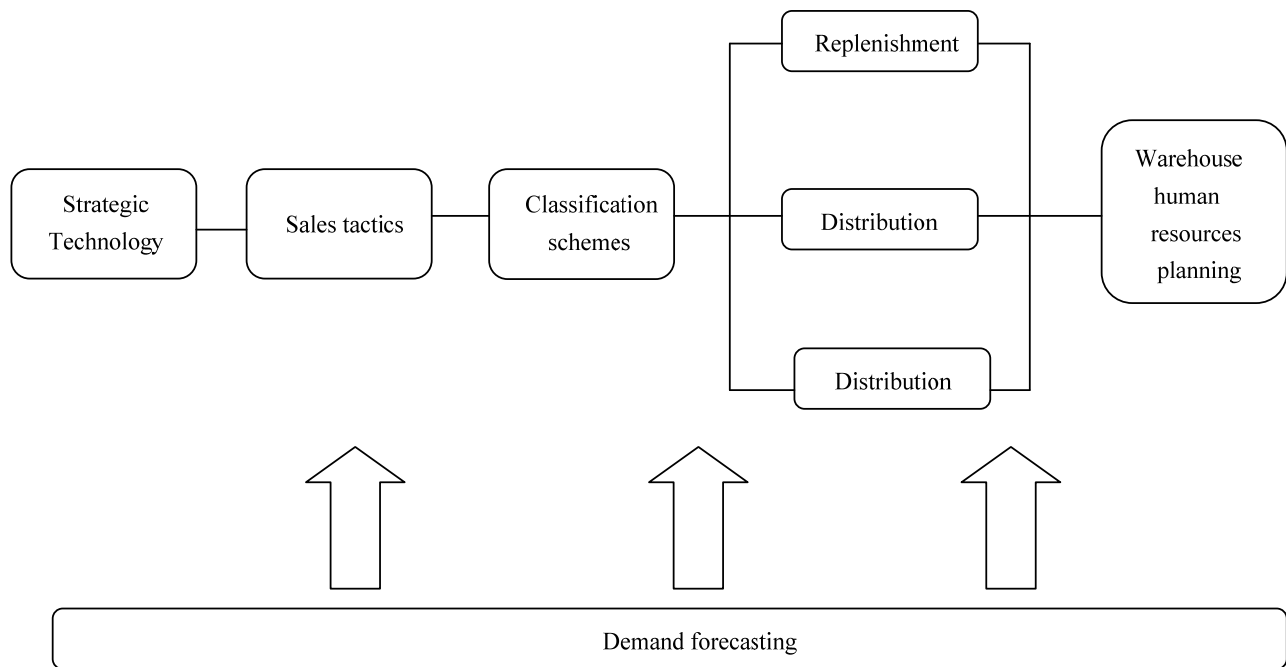 Strategic
Technology
Sales tactics
Classification
schemes
Replenishment
Distribution
Distribution
Warehouse
human
resources
planning
Demand forecasting